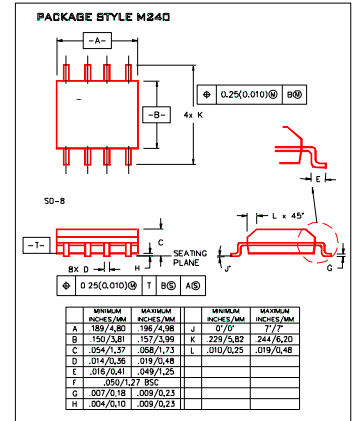 PACKAGE STYLE M240
-A-
⌖ 0.25(0.010)Ⓜ BⓂ
-B-
4x K
E
SO-8
L x 45°
-T-
C
SEATING
PLANE
8X D
H
J
G
⌖ 0 25(0.010)Ⓜ T BⓈ AⓈ
MINIMUM INCHES/MM MAXIMUM INCHES/MM MINIMUM INCHES/MM MAXIMUM INCHES/MM
A .189/4,80 .196/4,98 J 0°/0° 7°/7°
B .150/3,81 .157/3,99 K .229/5,82 .244/6,20
C .054/1,37 .068/1,73 L .010/0,25 .019/0,48
D .014/0,36 .019/0,48
E .016/0,41 .049/1,25
F .050/1,27 BSC
G .007/0,18 .009/0,23
H .004/0,10 .009/0,23